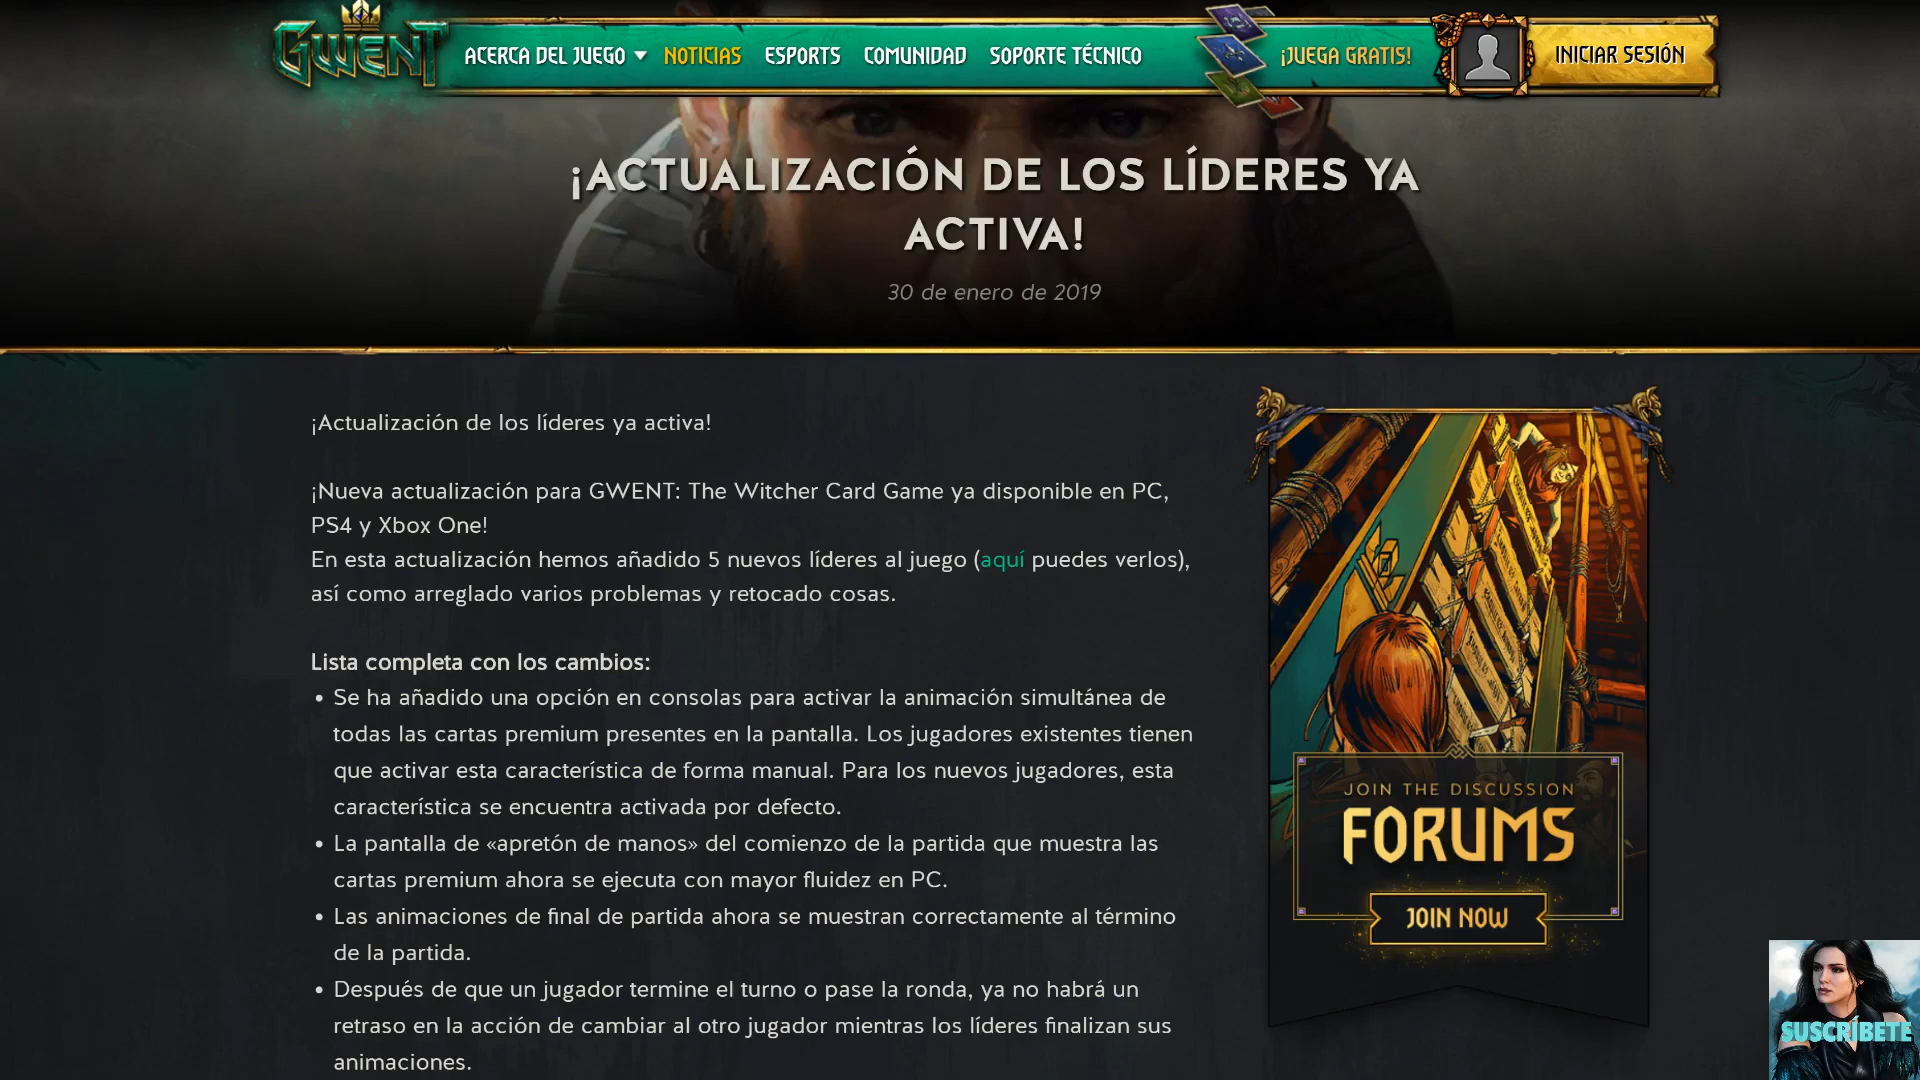 GWENT
ACERCA DEL JUEGO
NOTICIAS
ESPORTS
COMUNIDAD
SOPORTE TÉCNICO
¡JUEGA GRATIS!
INICIAR SESIÓN
¡ACTUALIZACIÓN DE LOS LÍDERES YA
ACTIVA!
30 de enero de 2019
¡Actualización de los líderes ya activa!
¡Nueva actualización para GWENT: The Witcher Card Game ya disponible en PC,
PS4 y Xbox One!
En esta actualización hemos añadido 5 nuevos líderes al juego (aquí puedes verlos),
así como arreglado varios problemas y retocado cosas.
Lista completa con los cambios:
• Se ha añadido una opción en consolas para activar la animación simultánea de
todas las cartas premium presentes en la pantalla. Los jugadores existentes tienen
que activar esta característica de forma manual. Para los nuevos jugadores, esta
característica se encuentra activada por defecto.
• La pantalla de «apretón de manos» del comienzo de la partida que muestra las
cartas premium ahora se ejecuta con mayor fluidez en PC.
• Las animaciones de final de partida ahora se muestran correctamente al término
de la partida.
• Después de que un jugador termine el turno o pase la ronda, ya no habrá un
retraso en la acción de cambiar al otro jugador mientras los líderes finalizan sus
animaciones.
JOIN THE DISCUSSION
FORUMS
JOIN NOW
SUSCRÍBETE